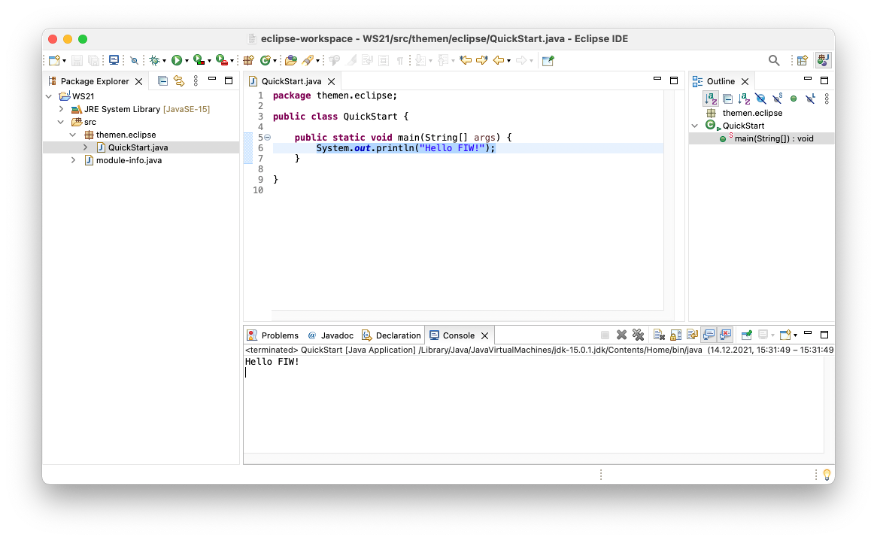 eclipse-workspace - WS21/src/themen/eclipse/QuickStart.java - Eclipse IDE
Package Explorer
WS21
JRE System Library [JavaSE-15]
src
themen.eclipse
QuickStart.java
module-info.java
QuickStart.java
1 package themen.eclipse;
2
3 public class QuickStart {
4
5 public static void main(String[] args) {
6 System.out.println("Hello FIW!");
7 }
8
9 }
10
Outline
themen.eclipse
QuickStart
main(String[]) : void
Problems @ Javadoc Declaration Console
<terminated> QuickStart [Java Application] /Library/Java/JavaVirtualMachines/jdk-15.0.1.jdk/Contents/Home/bin/java (14.12.2021, 15:31:49 – 15:31:49
Hello FIW!